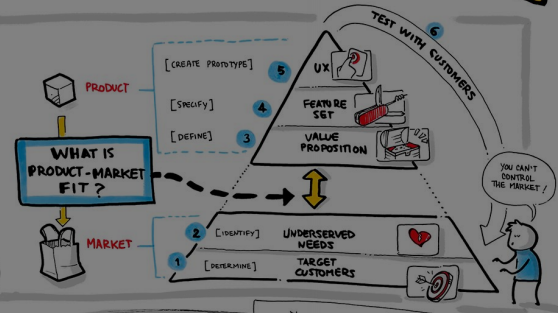 TEST WITH CUSTOMERS
6
[CREATE PROTOTYPE]
5
UX
PRODUCT
[SPECIFY]
4
FEATURE
SET
[DEFINE]
3
VALUE
PROPOSITION
WHAT IS
PRODUCT-MARKET
FIT?
YOU CAN'T
CONTROL
THE MARKET!
MARKET
2
[IDENTIFY]
UNDERSERVED
NEEDS
1
[DETERMINE]
TARGET
CUSTOMERS